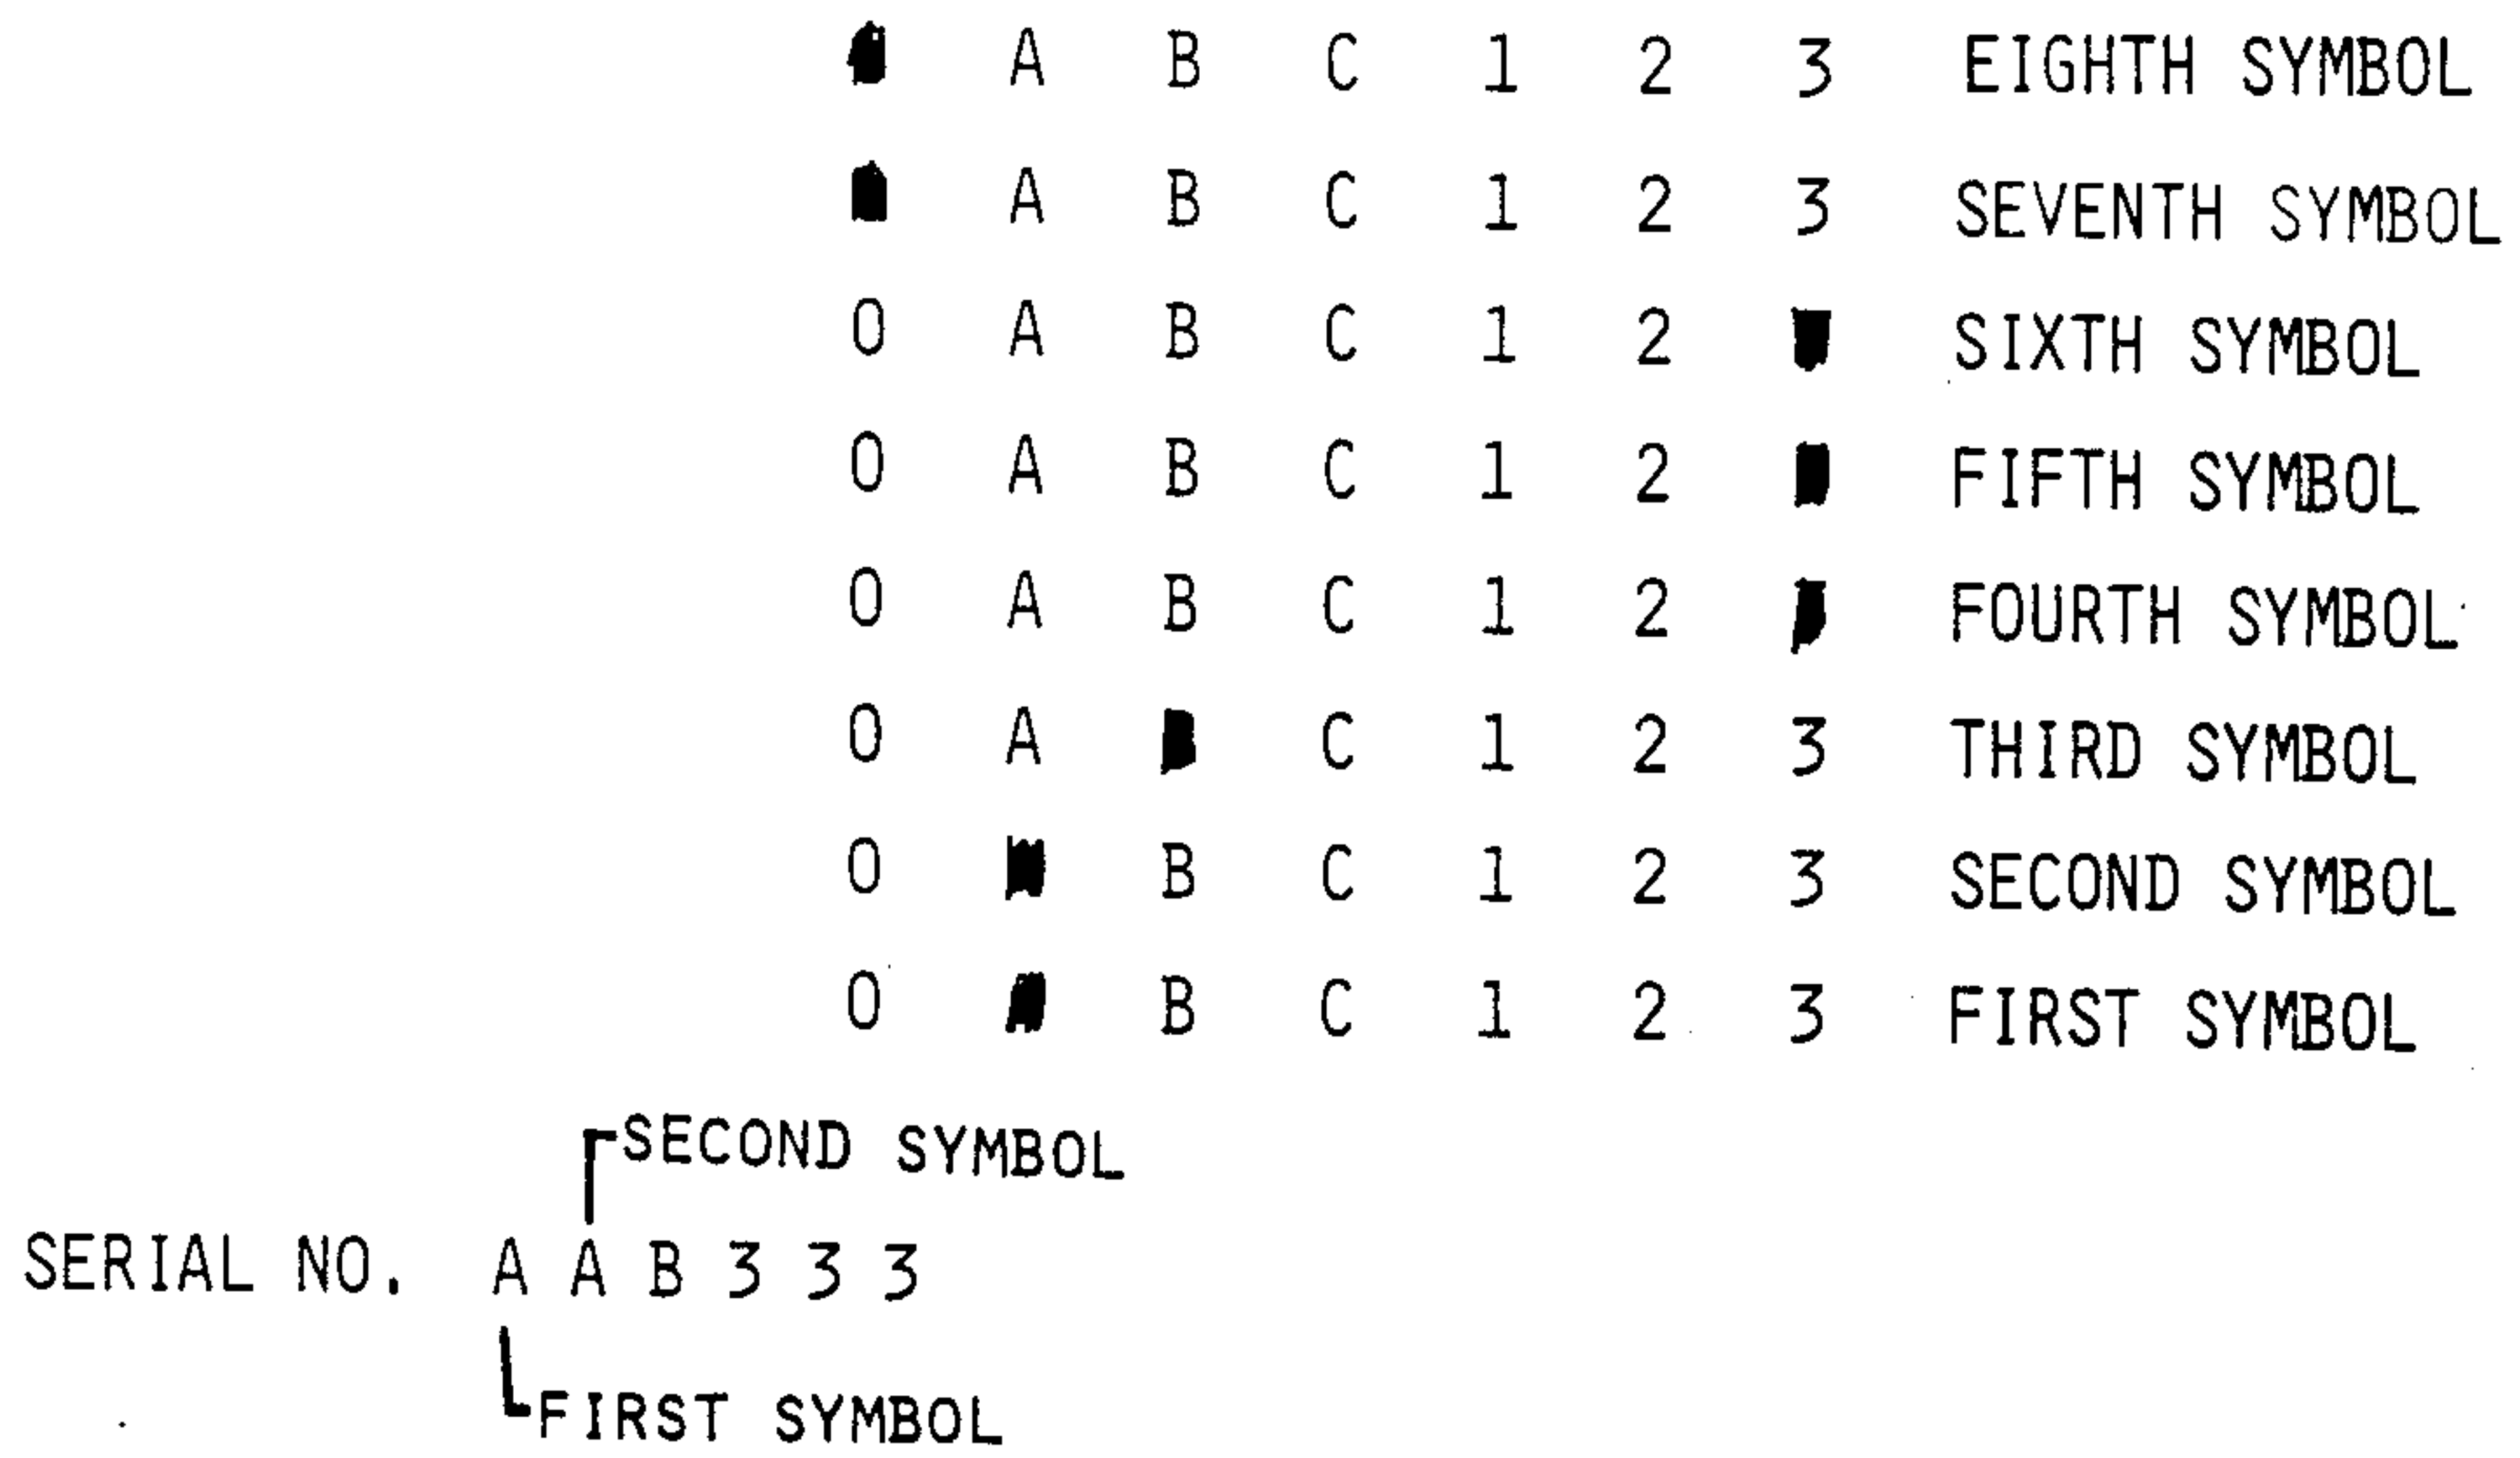 A B C 1 2 3 EIGHTH SYMBOL
A B C 1 2 3 SEVENTH SYMBOL
0 A B C 1 2 SIXTH SYMBOL
0 A B C 1 2 FIFTH SYMBOL
0 A B C 1 2 FOURTH SYMBOL
0 A C 1 2 3 THIRD SYMBOL
0 B C 1 2 3 SECOND SYMBOL
0 B C 1 2 3 FIRST SYMBOL
SECOND SYMBOL
SERIAL NO. A A B 3 3 3
FIRST SYMBOL